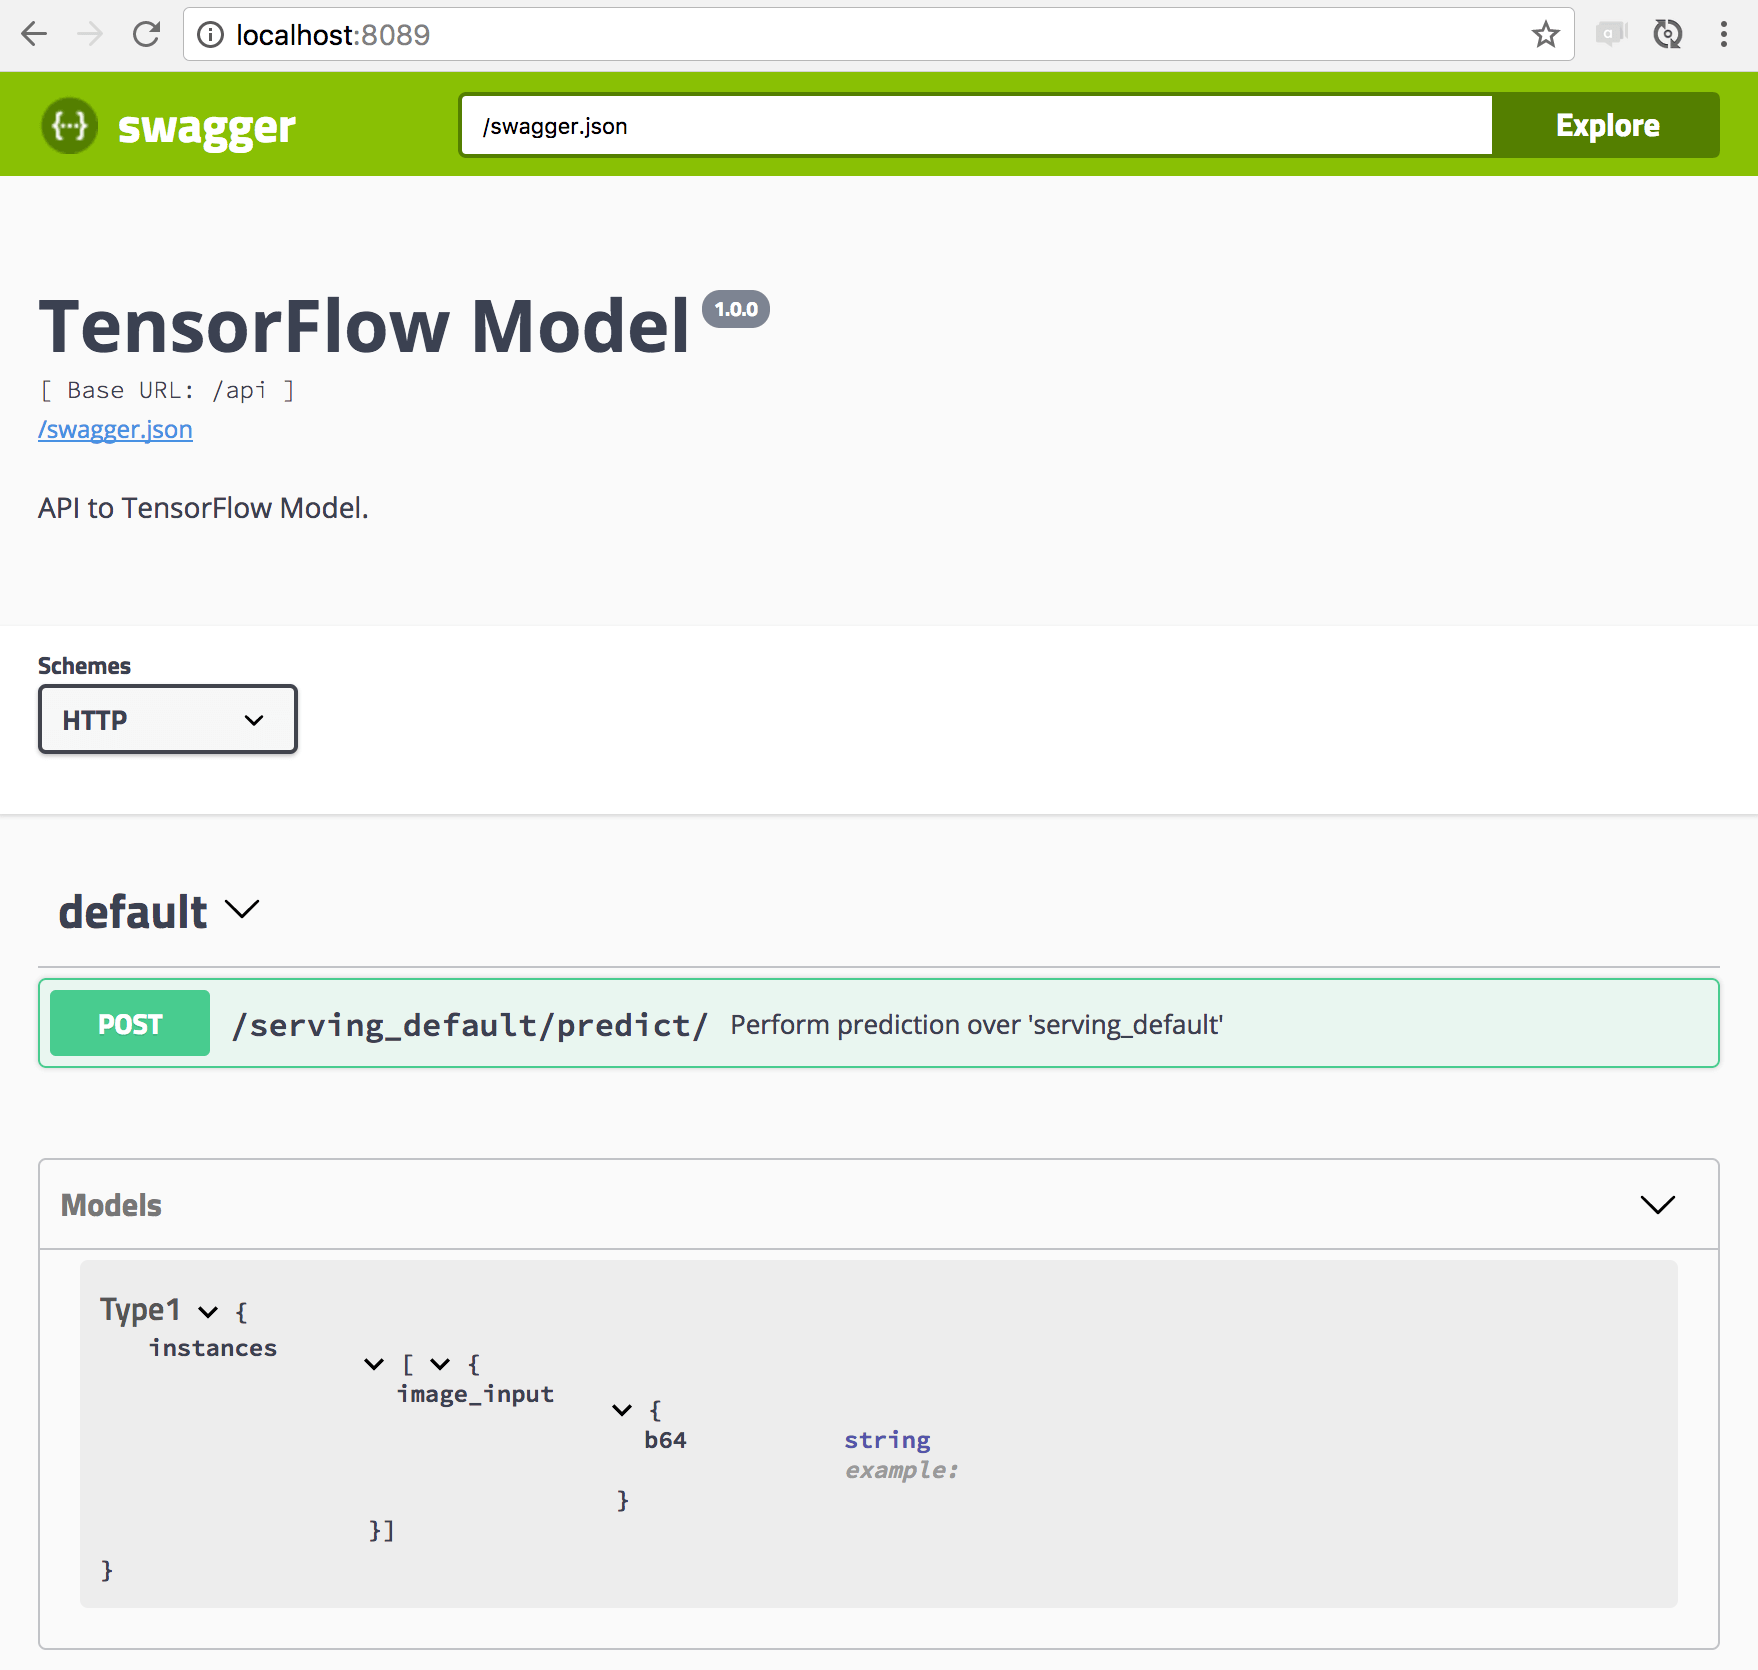 localhost:8089
{...} swagger
/swagger.json
Explore
TensorFlow Model 1.0.0
[ Base URL: /api ]
/swagger.json
API to TensorFlow Model.
Schemes
HTTP
default
POST /serving_default/predict/ Perform prediction over 'serving_default'
Models
Type1 {
instances
[ {
image_input
{
b64 string
example:
}
}]
}